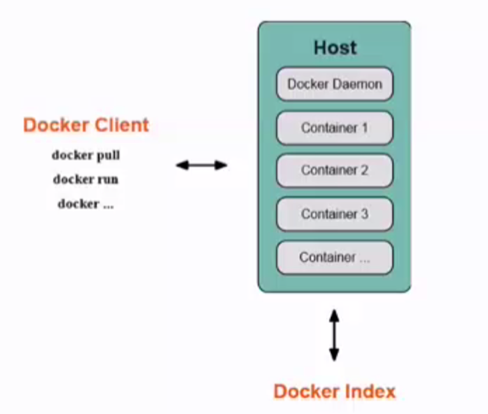 Host
Docker Daemon
Docker Client
docker pull
docker run
docker ...
Container 1
Container 2
Container 3
Container ...
Docker Index